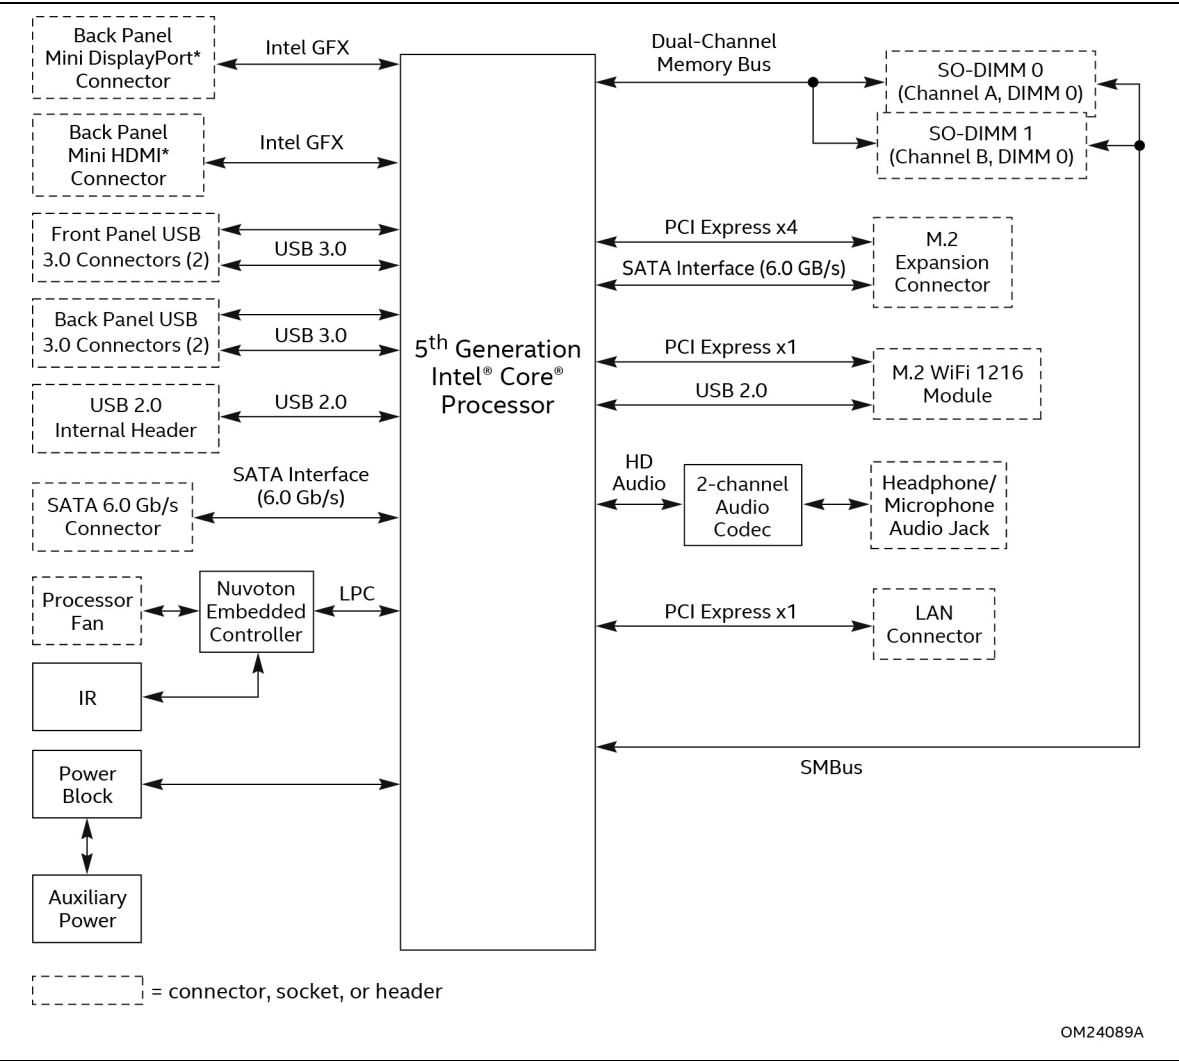 Back Panel
Mini DisplayPort*
Connector
Intel GFX
Back Panel
Mini HDMI*
Connector
Intel GFX
Front Panel USB
3.0 Connectors (2)
USB 3.0
Back Panel USB
3.0 Connectors (2)
USB 3.0
USB 2.0
Internal Header
USB 2.0
SATA 6.0 Gb/s
Connector
SATA Interface
(6.0 Gb/s)
Processor
Fan
Nuvoton
Embedded
Controller
LPC
IR
Power
Block
Auxiliary
Power
5th Generation
Intel® Core®
Processor
Dual-Channel
Memory Bus
SO-DIMM 0
(Channel A, DIMM 0)
SO-DIMM 1
(Channel B, DIMM 0)
PCI Express x4
SATA Interface (6.0 GB/s)
M.2
Expansion
Connector
PCI Express x1
USB 2.0
M.2 WiFi 1216
Module
HD
Audio
2-channel
Audio
Codec
Headphone/
Microphone
Audio Jack
PCI Express x1
LAN
Connector
SMBus
= connector, socket, or header
OM24089A